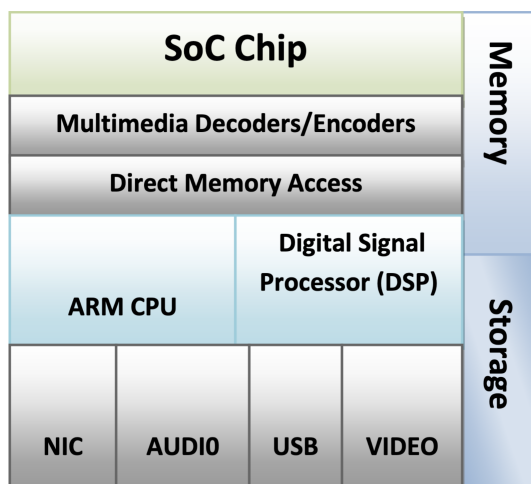 SoC Chip
Multimedia Decoders/Encoders
Direct Memory Access
ARM CPU
Digital Signal
Processor (DSP)
NIC
AUDI0
USB
VIDEO
Memory
Storage